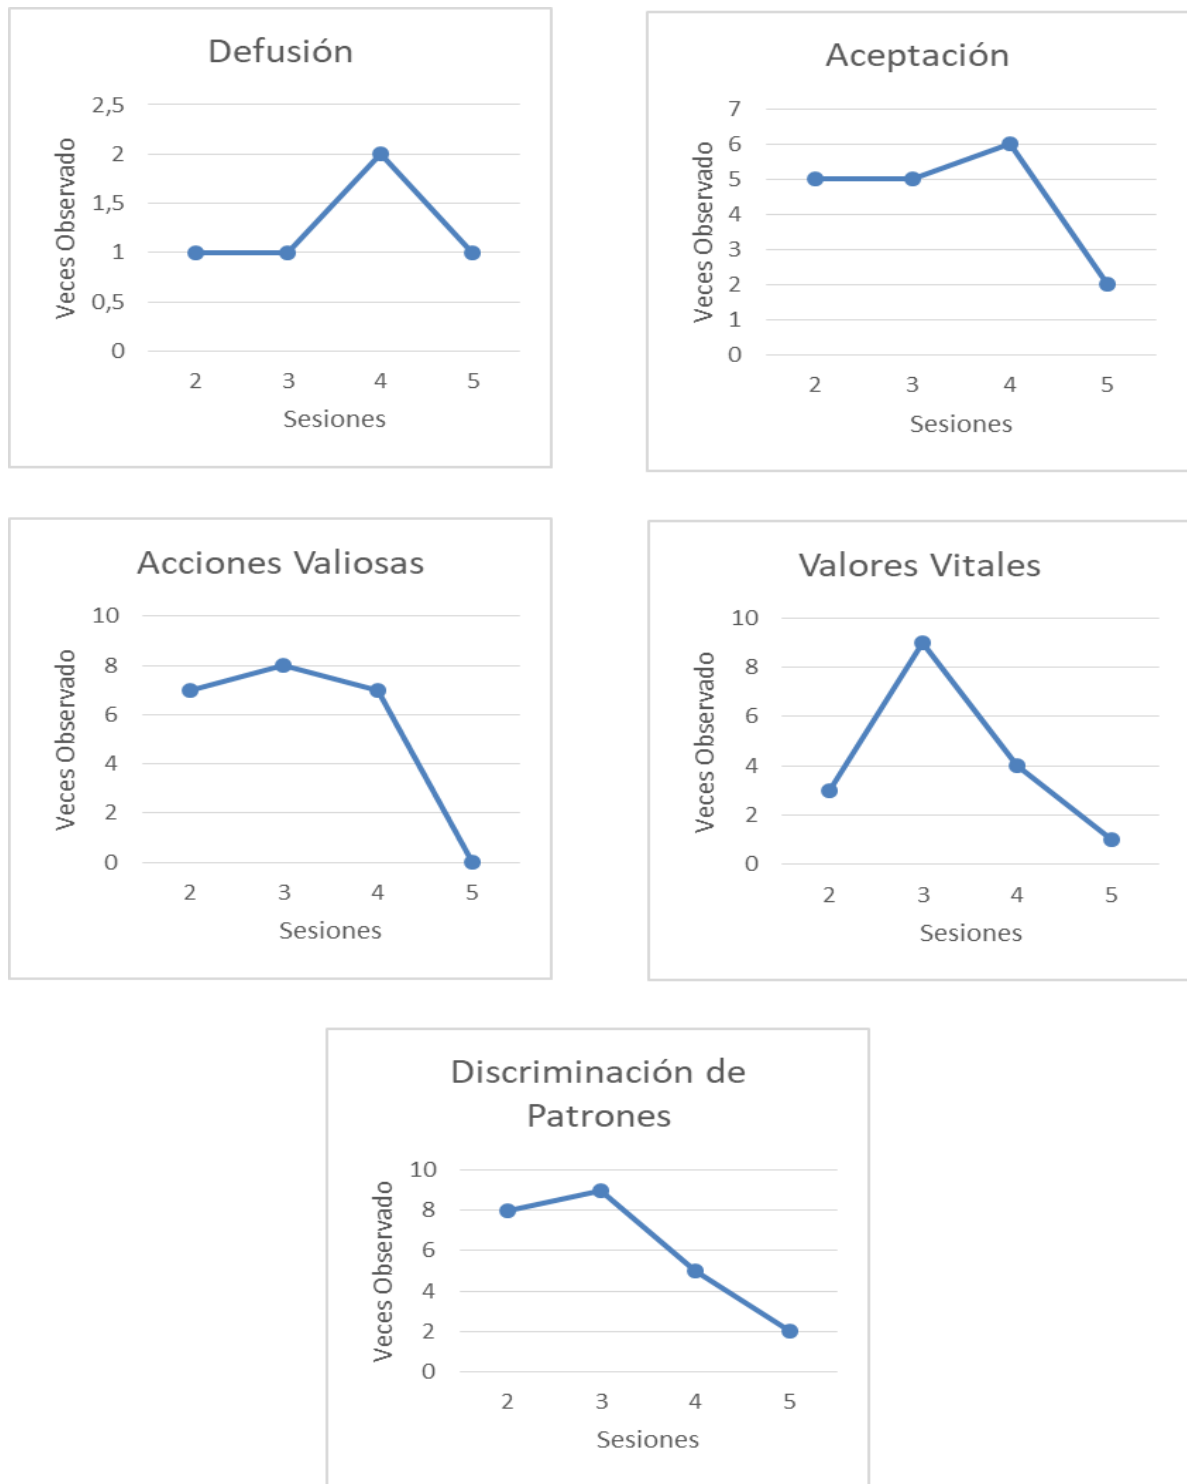 Defusión
2,5
2
1,5
1
0,5
0
Veces Observado
2 3 4 5
Sesiones
Aceptación
7
6
5
4
3
2
1
0
Veces Observado
2 3 4 5
Sesiones
Acciones Valiosas
10
8
6
4
2
0
Veces Observado
2 3 4 5
Sesiones
Valores Vitales
10
8
6
4
2
0
Veces Observado
2 3 4 5
Sesiones
Discriminación de
Patrones
10
8
6
4
2
0
Veces Observado
2 3 4 5
Sesiones